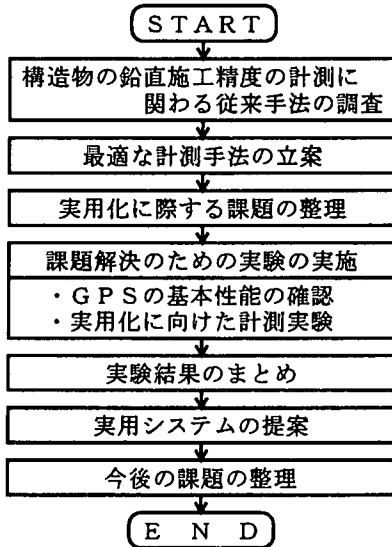 START
構造物の鉛直施工精度の計測に
関わる従来手法の調査
最適な計測手法の立案
実用化に際する課題の整理
課題解決のための実験の実施
・GPSの基本性能の確認
・実用化に向けた計測実験
実験結果のまとめ
実用システムの提案
今後の課題の整理
END